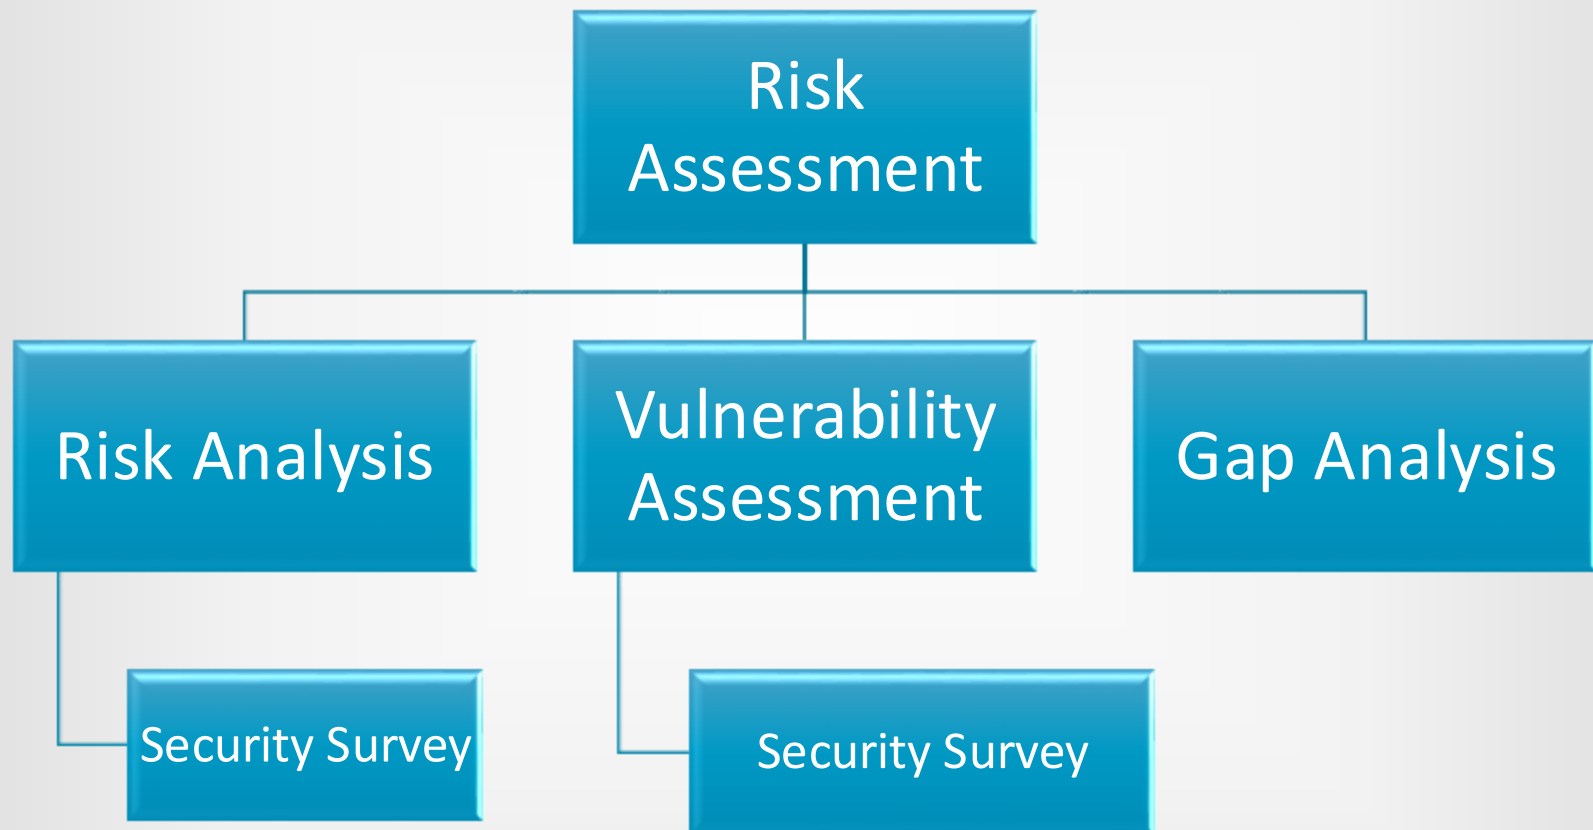 Risk
Assessment
Risk Analysis
Vulnerability
Assessment
Gap Analysis
Security Survey
Security Survey